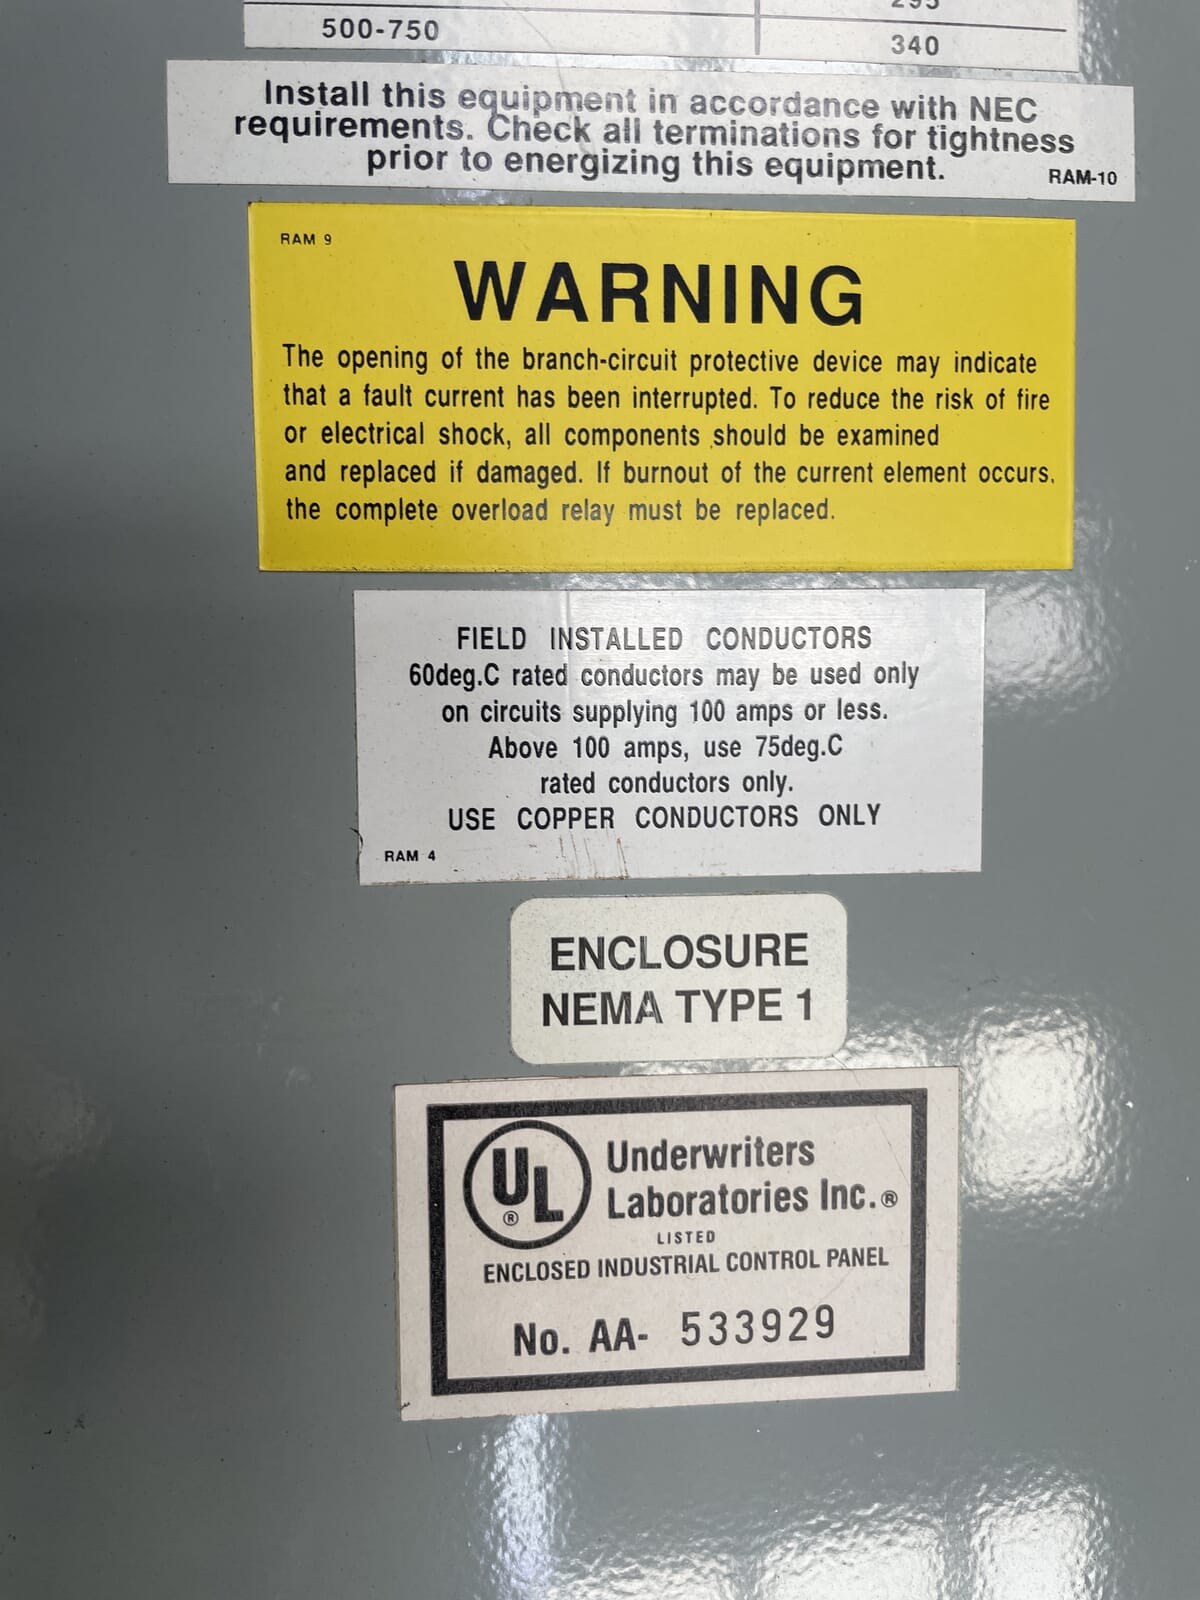 295
500-750
340
Install this equipment in accordance with NEC
requirements. Check all terminations for tightness
prior to energizing this equipment.
RAM-10
RAM 9
WARNING
The opening of the branch-circuit protective device may indicate
that a fault current has been interrupted. To reduce the risk of fire
or electrical shock, all components should be examined
and replaced if damaged. If burnout of the current element occurs,
the complete overload relay must be replaced.
FIELD INSTALLED CONDUCTORS
60deg.C rated conductors may be used only
on circuits supplying 100 amps or less.
Above 100 amps, use 75deg.C
rated conductors only.
USE COPPER CONDUCTORS ONLY
RAM 4
ENCLOSURE
NEMA TYPE 1
UL®
Underwriters
Laboratories Inc.®
LISTED
ENCLOSED INDUSTRIAL CONTROL PANEL
No. AA- 533929